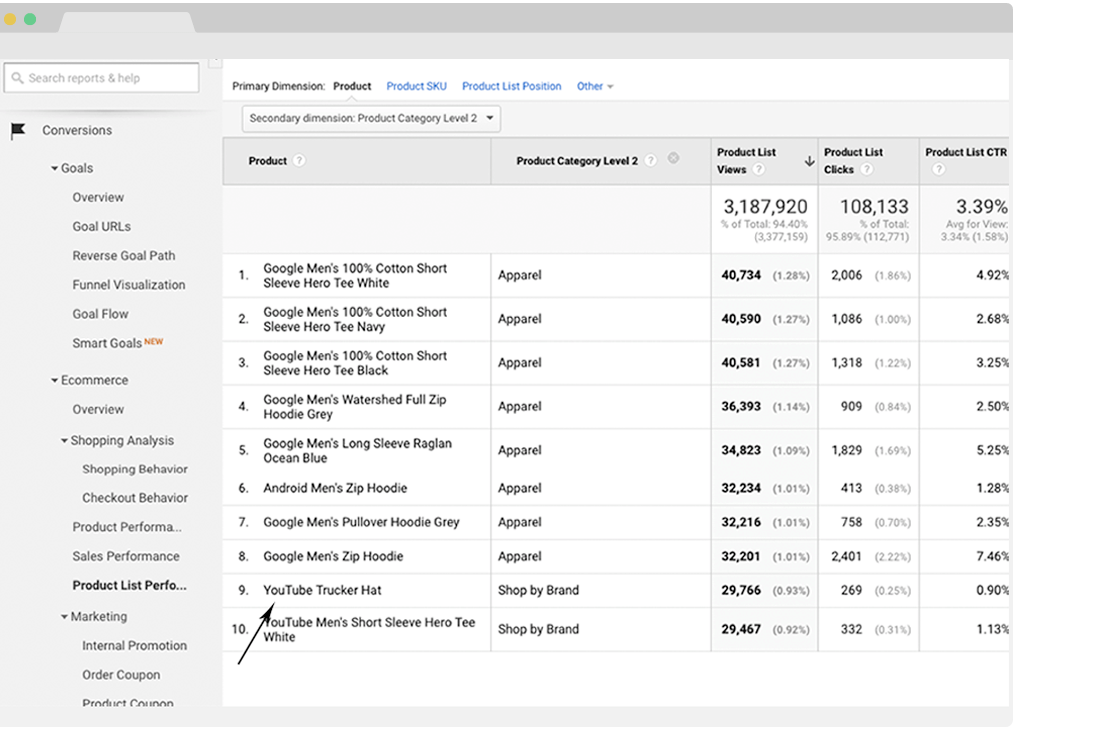 Search reports & help
Conversions
Goals
Overview
Goal URLs
Reverse Goal Path
Funnel Visualization
Goal Flow
Smart Goals NEW
Ecommerce
Overview
Shopping Analysis
Shopping Behavior
Checkout Behavior
Product Performa...
Sales Performance
Product List Perfo...
Marketing
Internal Promotion
Order Coupon
Product Coupon
Primary Dimension: Product Product SKU Product List Position Other
Secondary dimension: Product Category Level 2
Product ? Product Category Level 2 ? Product List Views ? Product List Clicks ? Product List CTR ?
3,187,920 108,133 3.39%
% of Total: 94.40% % of Total: Avg for View:
(3,377,159) 95.89% (112,771) 3.34% (1.58%)
1. Google Men's 100% Cotton Short
Sleeve Hero Tee White Apparel 40,734 (1.28%) 2,006 (1.86%) 4.92%
2. Google Men's 100% Cotton Short
Sleeve Hero Tee Navy Apparel 40,590 (1.27%) 1,086 (1.00%) 2.68%
3. Google Men's 100% Cotton Short
Sleeve Hero Tee Black Apparel 40,581 (1.27%) 1,318 (1.22%) 3.25%
4. Google Men's Watershed Full Zip
Hoodie Grey Apparel 36,393 (1.14%) 909 (0.84%) 2.50%
5. Google Men's Long Sleeve Raglan
Ocean Blue Apparel 34,823 (1.09%) 1,829 (1.69%) 5.25%
6. Android Men's Zip Hoodie Apparel 32,234 (1.01%) 413 (0.38%) 1.28%
7. Google Men's Pullover Hoodie Grey Apparel 32,216 (1.01%) 758 (0.70%) 2.35%
8. Google Men's Zip Hoodie Apparel 32,201 (1.01%) 2,401 (2.22%) 7.46%
9. YouTube Trucker Hat Shop by Brand 29,766 (0.93%) 269 (0.25%) 0.90%
10. YouTube Men's Short Sleeve Hero Tee
White Shop by Brand 29,467 (0.92%) 332 (0.31%) 1.13%